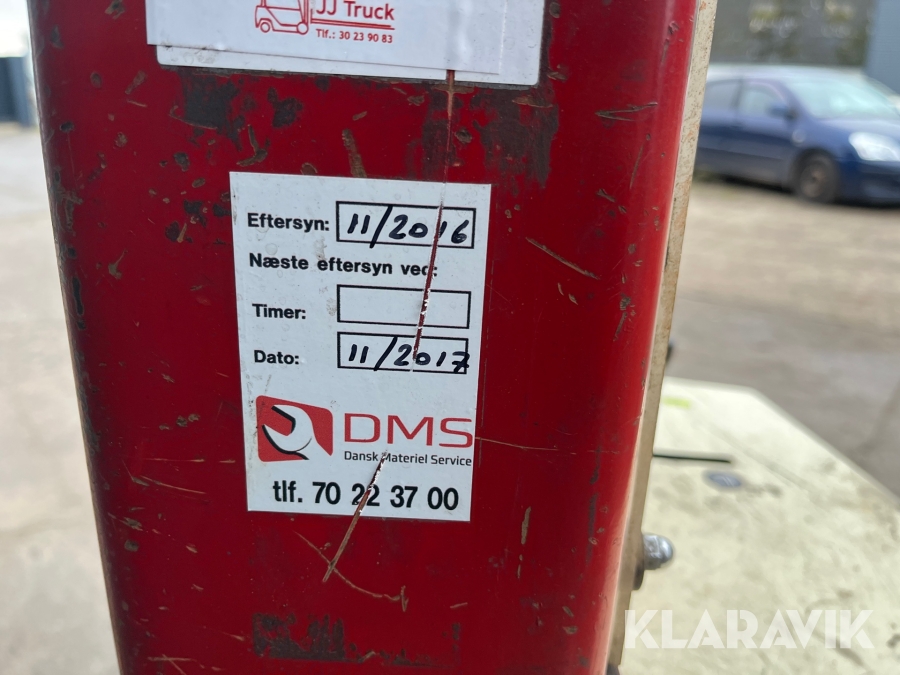 JJ Truck
Tlf.: 30 23 90 83
Eftersyn: 11/2016
Næste eftersyn ved:
Timer:
Dato: 11/2017
DMS
Dansk Materiel Service
tlf. 70 22 37 00
KLARAVIK